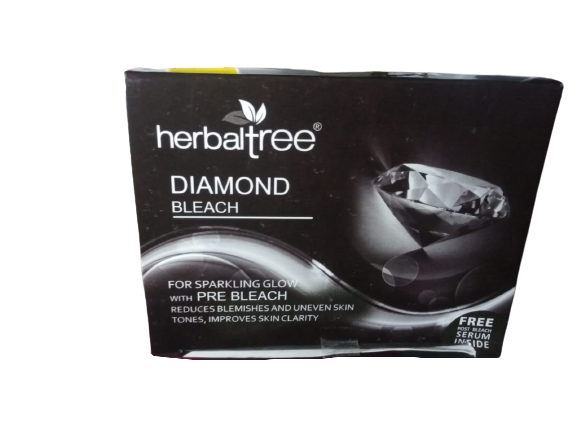 herbaltree®
DIAMOND
BLEACH
FOR SPARKLING GLOW
WITH PRE BLEACH
REDUCES BLEMISHES AND UNEVEN SKIN
TONES, IMPROVES SKIN CLARITY
FREE
POST BLEACH
SERUM
INSIDE